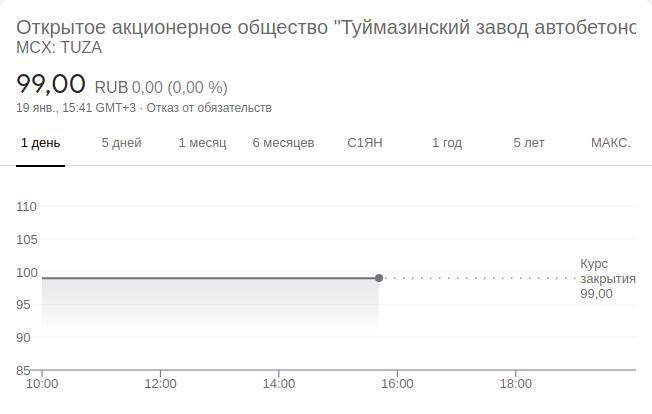 Открытое акционерное общество "Туймазинский завод автобетоно
MCX: TUZA
99,00 RUB 0,00 (0,00 %)
19 янв., 15:41 GMT+3 · Отказ от обязательств
1 день 5 дней 1 месяц 6 месяцев С1ЯН 1 год 5 лет МАКС.
110
105
100
95
90
85
Курс
закрытия
99,00
10:00 12:00 14:00 16:00 18:00